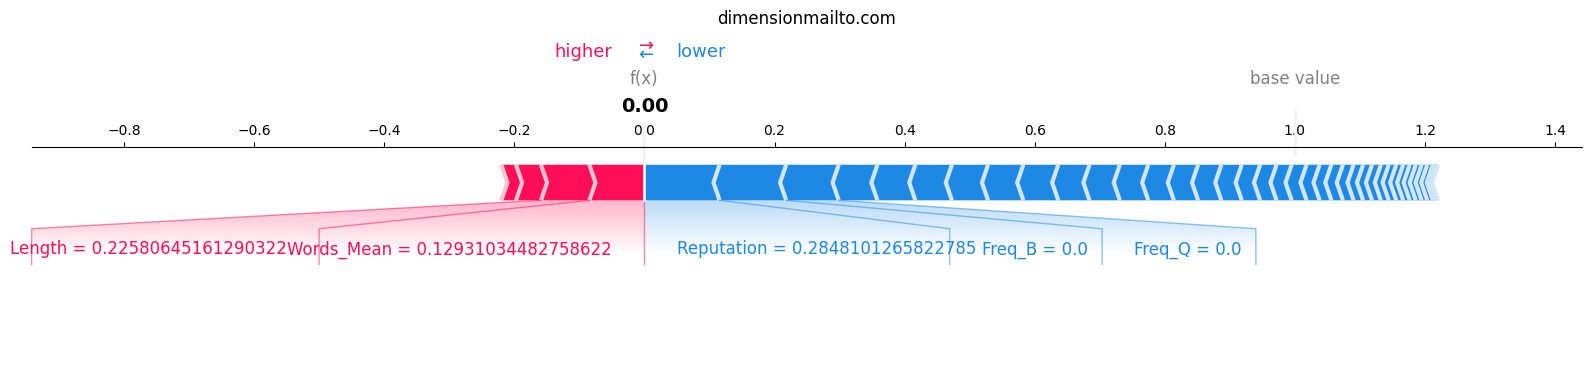 dimensionmailto.com
higher → lower
←
f(x) base value
0.00
−0.8 −0.6 −0.4 −0.2 0.0 0.2 0.4 0.6 0.8 1.0 1.2 1.4
Length = 0.22580645161290322 Words_Mean = 0.12931034482758622 Reputation = 0.2848101265822785 Freq_B = 0.0 Freq_Q = 0.0